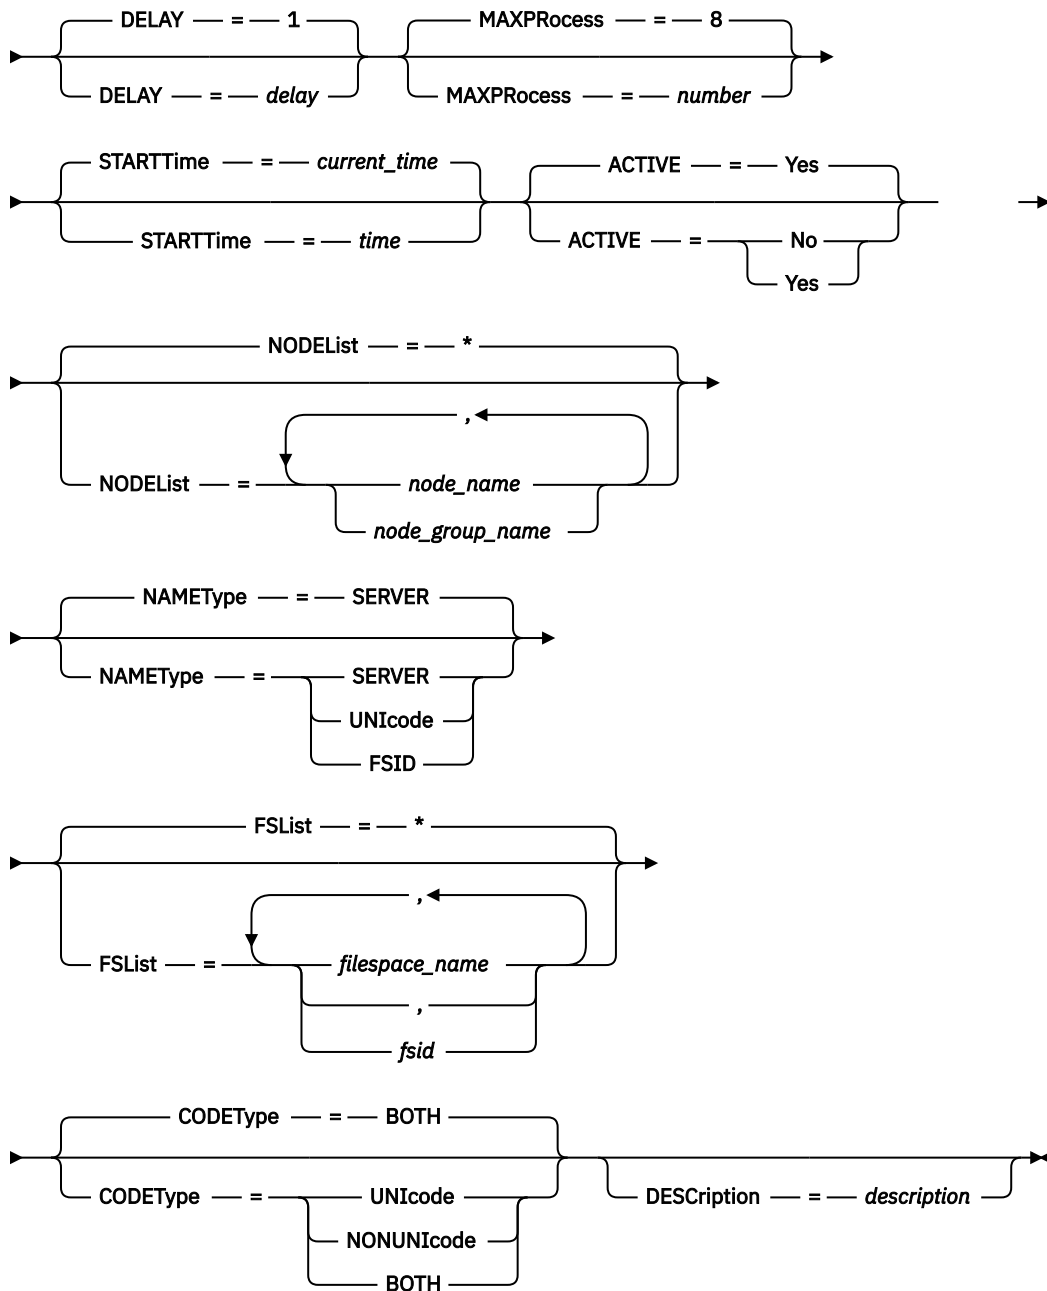 DELAY = 1 MAXPRocess = 8
DELAY = delay MAXPRocess = number
STARTTime = current_time ACTIVE = Yes
STARTTime = time ACTIVE = No
Yes
NODEList = *
,
NODEList = node_name
node_group_name
NAMEType = SERVER
NAMEType = SERVER
UNIcode
FSID
FSList = *
,
FSList = filespace_name
,
fsid
CODEType = BOTH
CODEType = UNIcode DESCription = description
NONUNIcode
BOTH